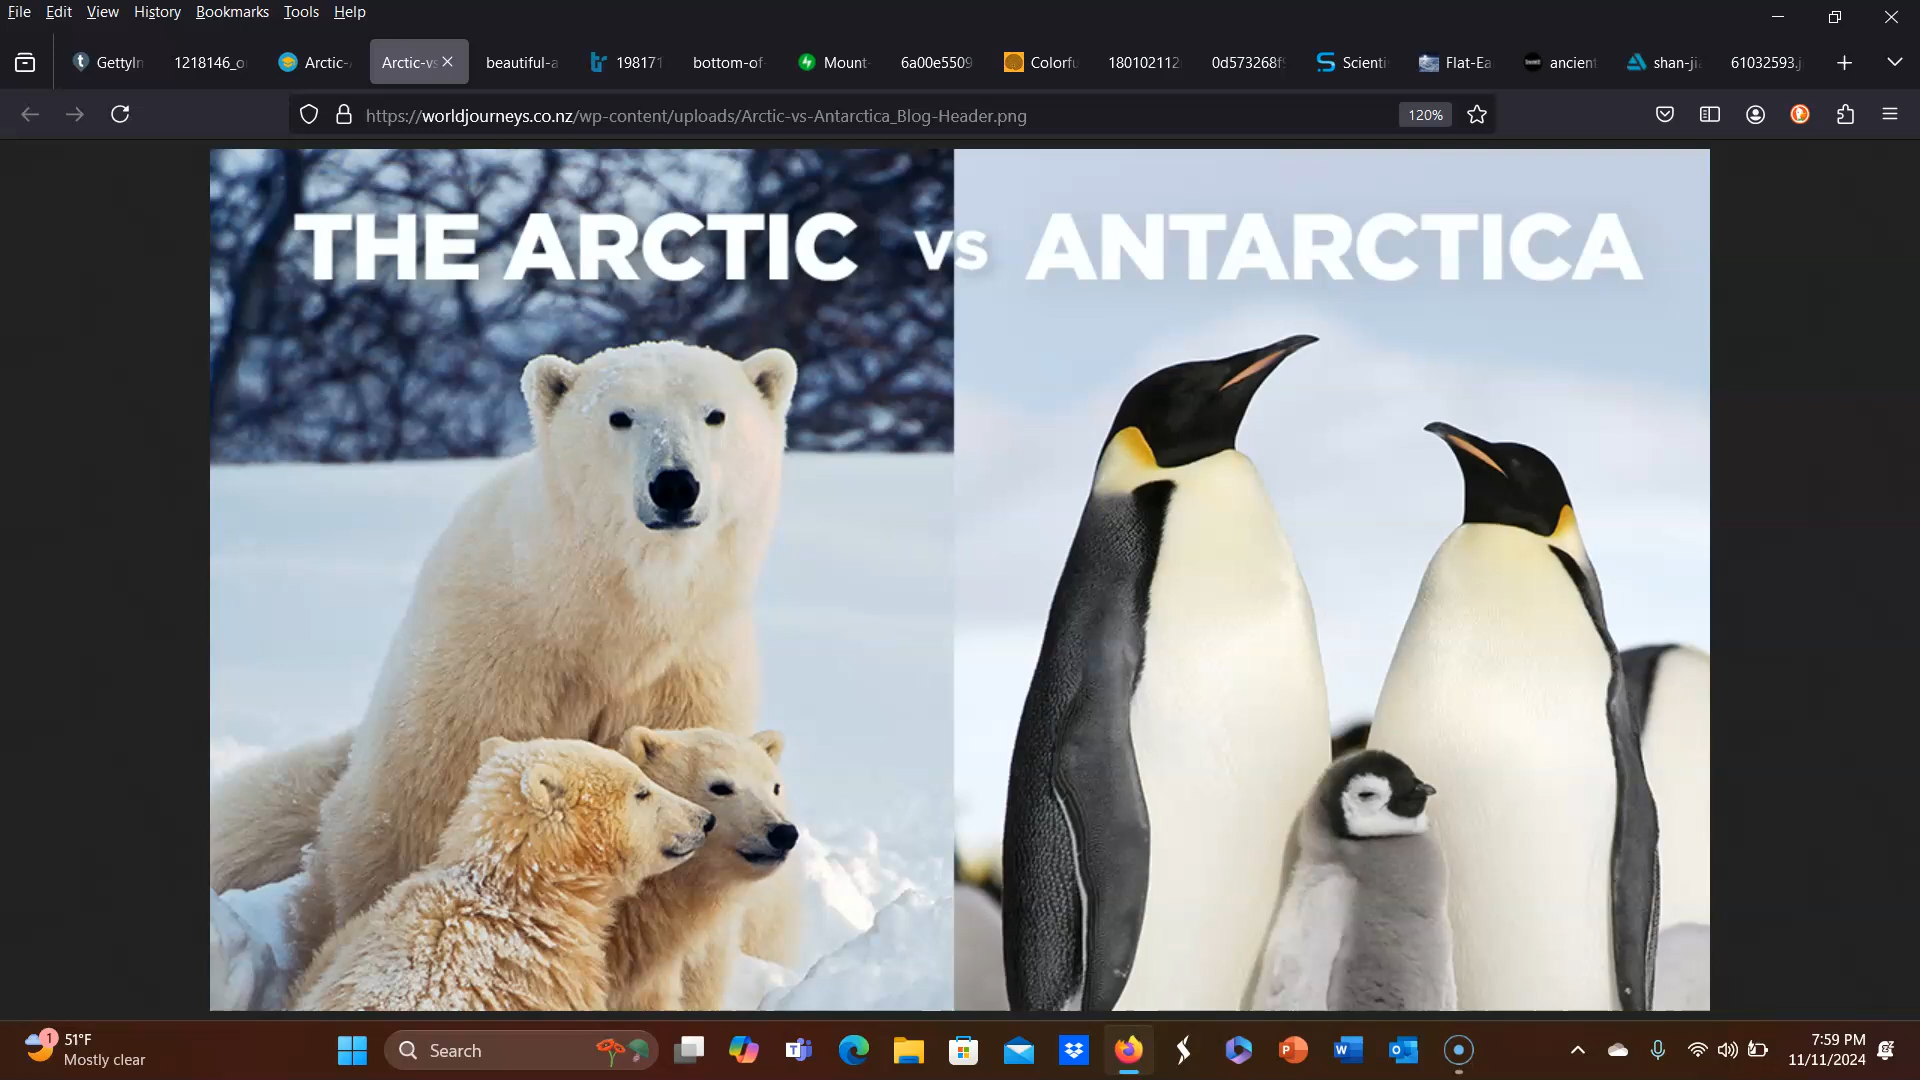 File Edit View History Bookmarks Tools Help
GettyIn 1218146_o Arctic- Arctic-vs beautiful-a 198171 bottom-of- Mount- 6a00e5509 Colorfu 180102112 0d573268f Scienti Flat-Ea ancient shan-jia 61032593.j
https://worldjourneys.co.nz/wp-content/uploads/Arctic-vs-Antarctica_Blog-Header.png 120%
THE ARCTIC vs ANTARCTICA
51°F
Mostly clear
Search
7:59 PM
11/11/2024